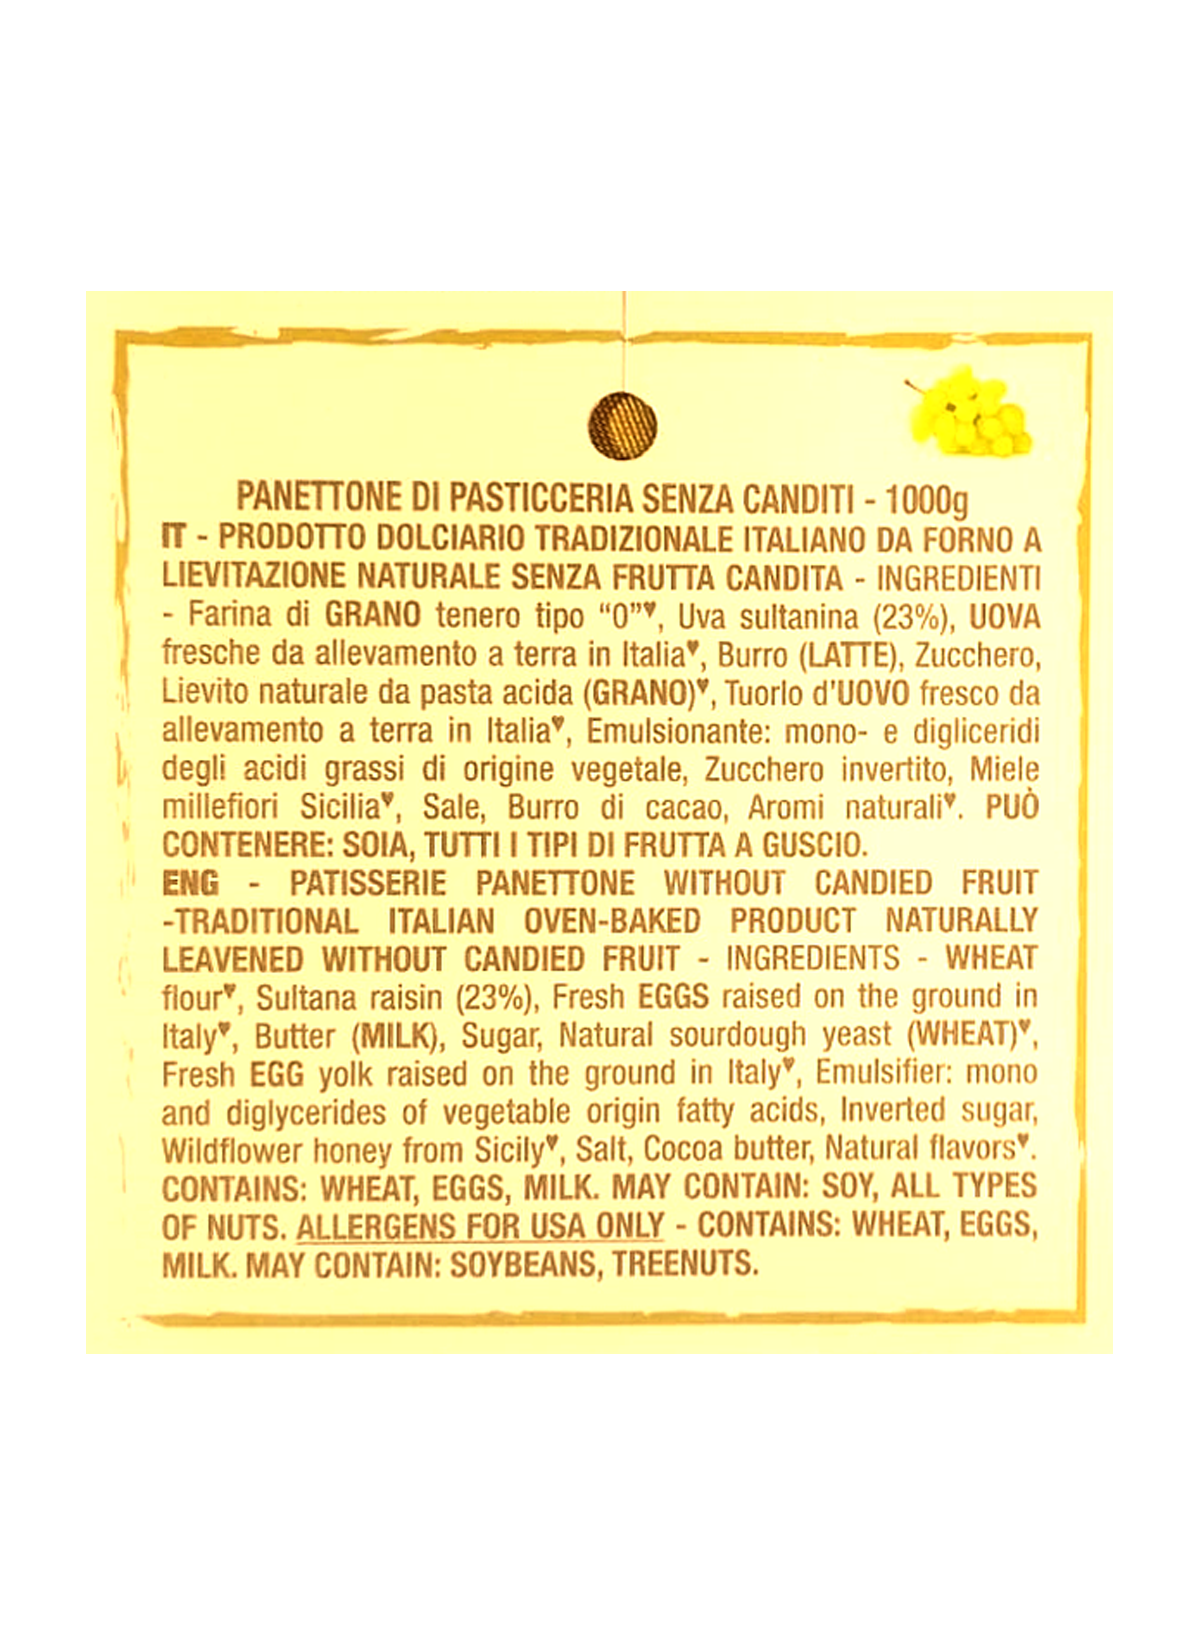 PANETTONE DI PASTICCERIA SENZA CANDITI - 1000g
IT - PRODOTTO DOLCIARIO TRADIZIONALE ITALIANO DA FORNO A
LIEVITAZIONE NATURALE SENZA FRUTTA CANDITA - INGREDIENTI
- Farina di GRANO tenero tipo “0”♥, Uva sultanina (23%), UOVA
fresche da allevamento a terra in Italia♥, Burro (LATTE), Zucchero,
Lievito naturale da pasta acida (GRANO)♥, Tuorlo d'UOVO fresco da
allevamento a terra in Italia♥, Emulsionante: mono- e digliceridi
degli acidi grassi di origine vegetale, Zucchero invertito, Miele
millefiori Sicilia♥, Sale, Burro di cacao, Aromi naturali♥. PUÒ
CONTENERE: SOIA, TUTTI I TIPI DI FRUTTA A GUSCIO.
ENG - PATISSERIE PANETTONE WITHOUT CANDIED FRUIT
-TRADITIONAL ITALIAN OVEN-BAKED PRODUCT NATURALLY
LEAVENED WITHOUT CANDIED FRUIT - INGREDIENTS - WHEAT
flour♥, Sultana raisin (23%), Fresh EGGS raised on the ground in
Italy♥, Butter (MILK), Sugar, Natural sourdough yeast (WHEAT)♥,
Fresh EGG yolk raised on the ground in Italy♥, Emulsifier: mono
and diglycerides of vegetable origin fatty acids, Inverted sugar,
Wildflower honey from Sicily♥, Salt, Cocoa butter, Natural flavors♥.
CONTAINS: WHEAT, EGGS, MILK. MAY CONTAIN: SOY, ALL TYPES
OF NUTS. ALLERGENS FOR USA ONLY - CONTAINS: WHEAT, EGGS,
MILK. MAY CONTAIN: SOYBEANS, TREENUTS.